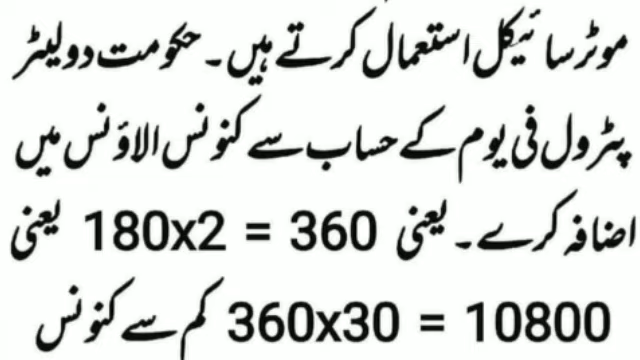 موٹر سائیکل استعمال کرتے ہیں۔ حکومت دو لیٹر
پٹرول فی یوم کے حساب سے کنونس الاؤنس میں
اضافہ کرے۔ یعنی 360 = 180x2 یعنی
360x30 = 10800 کم سے کنونس